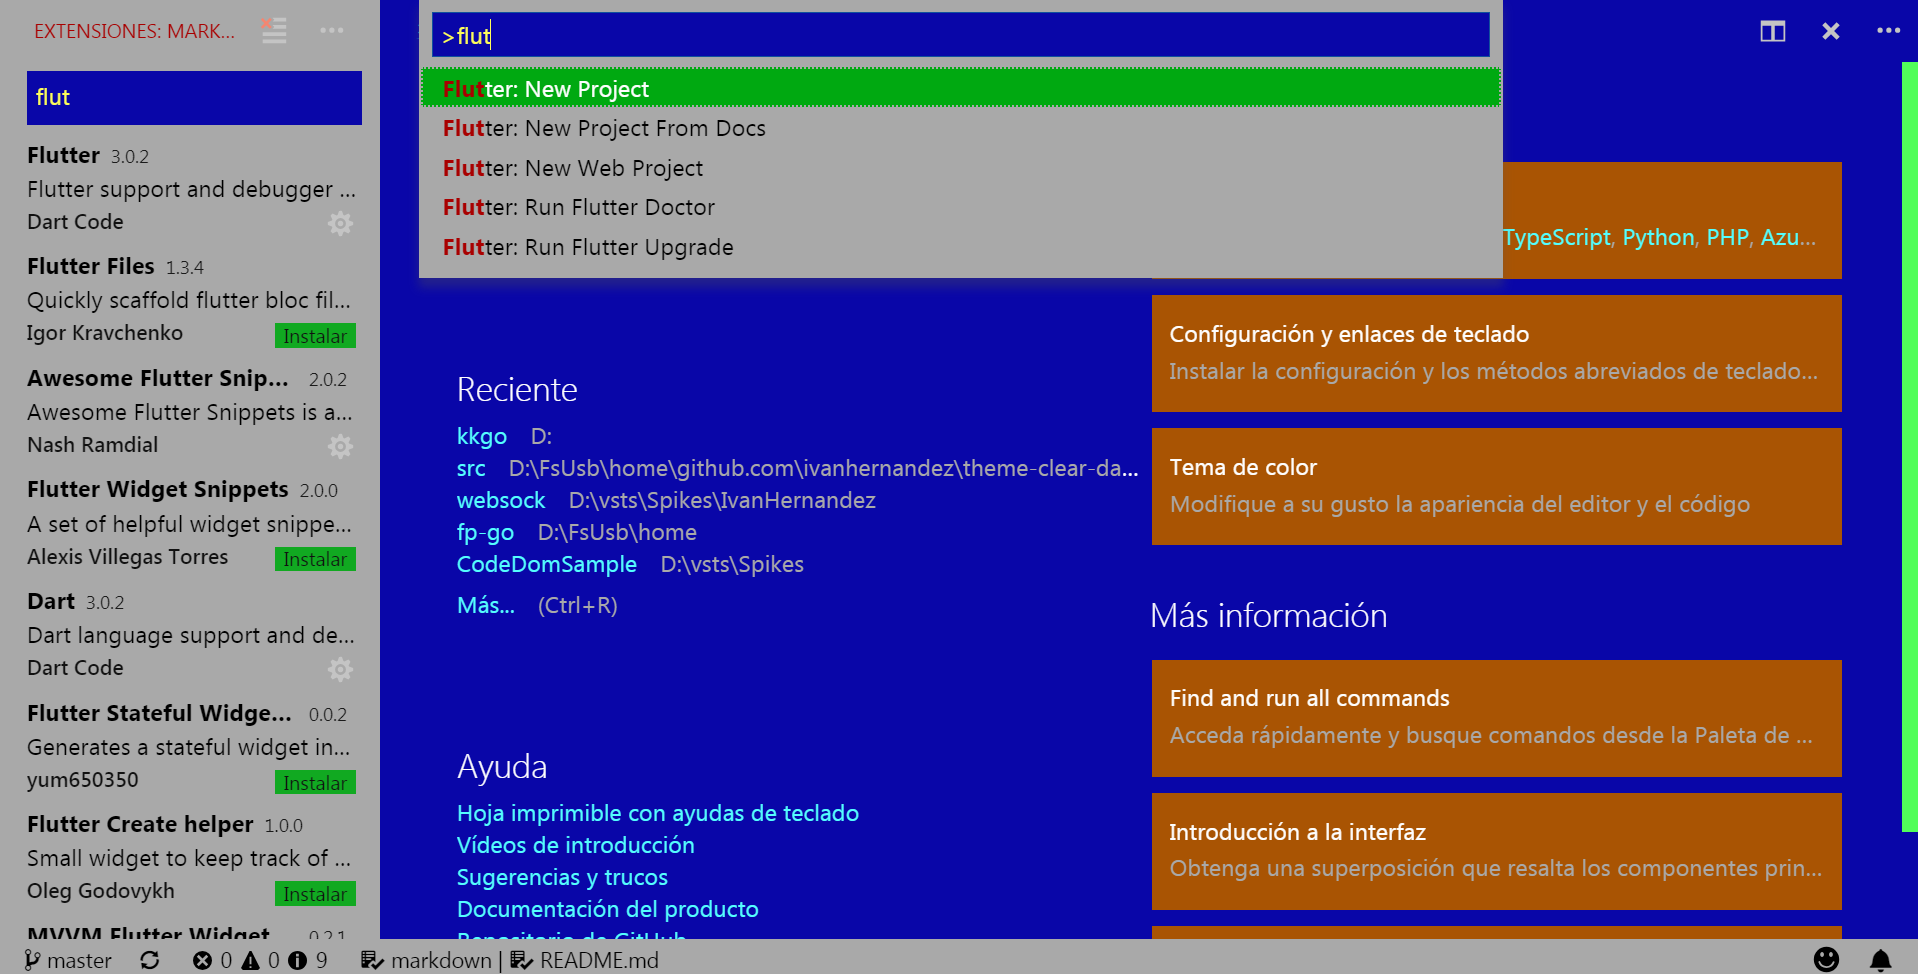 EXTENSIONES: MARK...
flut
Flutter 3.0.2
Flutter support and debugger ...
Dart Code
Flutter Files 1.3.4
Quickly scaffold flutter bloc fil...
Igor Kravchenko
Instalar
Awesome Flutter Snip... 2.0.2
Awesome Flutter Snippets is a...
Nash Ramdial
Flutter Widget Snippets 2.0.0
A set of helpful widget snippe...
Alexis Villegas Torres
Instalar
Dart 3.0.2
Dart language support and de...
Dart Code
Flutter Stateful Widge... 0.0.2
Generates a stateful widget in...
yum650350
Instalar
Flutter Create helper 1.0.0
Small widget to keep track of ...
Oleg Godovykh
Instalar
MVVM Flutter Widget 0.2.1
>flut
Flutter: New Project
Flutter: New Project From Docs
Flutter: New Web Project
Flutter: Run Flutter Doctor
Flutter: Run Flutter Upgrade
Reciente
kkgo D:
src D:\FsUsb\home\github.com\ivanhernandez\theme-clear-da...
websock D:\vsts\Spikes\IvanHernandez
fp-go D:\FsUsb\home
CodeDomSample D:\vsts\Spikes
Más... (Ctrl+R)
Ayuda
Hoja imprimible con ayudas de teclado
Vídeos de introducción
Sugerencias y trucos
Documentación del producto
Repositorio de GitHub
TypeScript, Python, PHP, Azu...
Configuración y enlaces de teclado
Instalar la configuración y los métodos abreviados de teclado...
Tema de color
Modifique a su gusto la apariencia del editor y el código
Más información
Find and run all commands
Acceda rápidamente y busque comandos desde la Paleta de ...
Introducción a la interfaz
Obtenga una superposición que resalta los componentes prin...
master 0 0 9 markdown | README.md